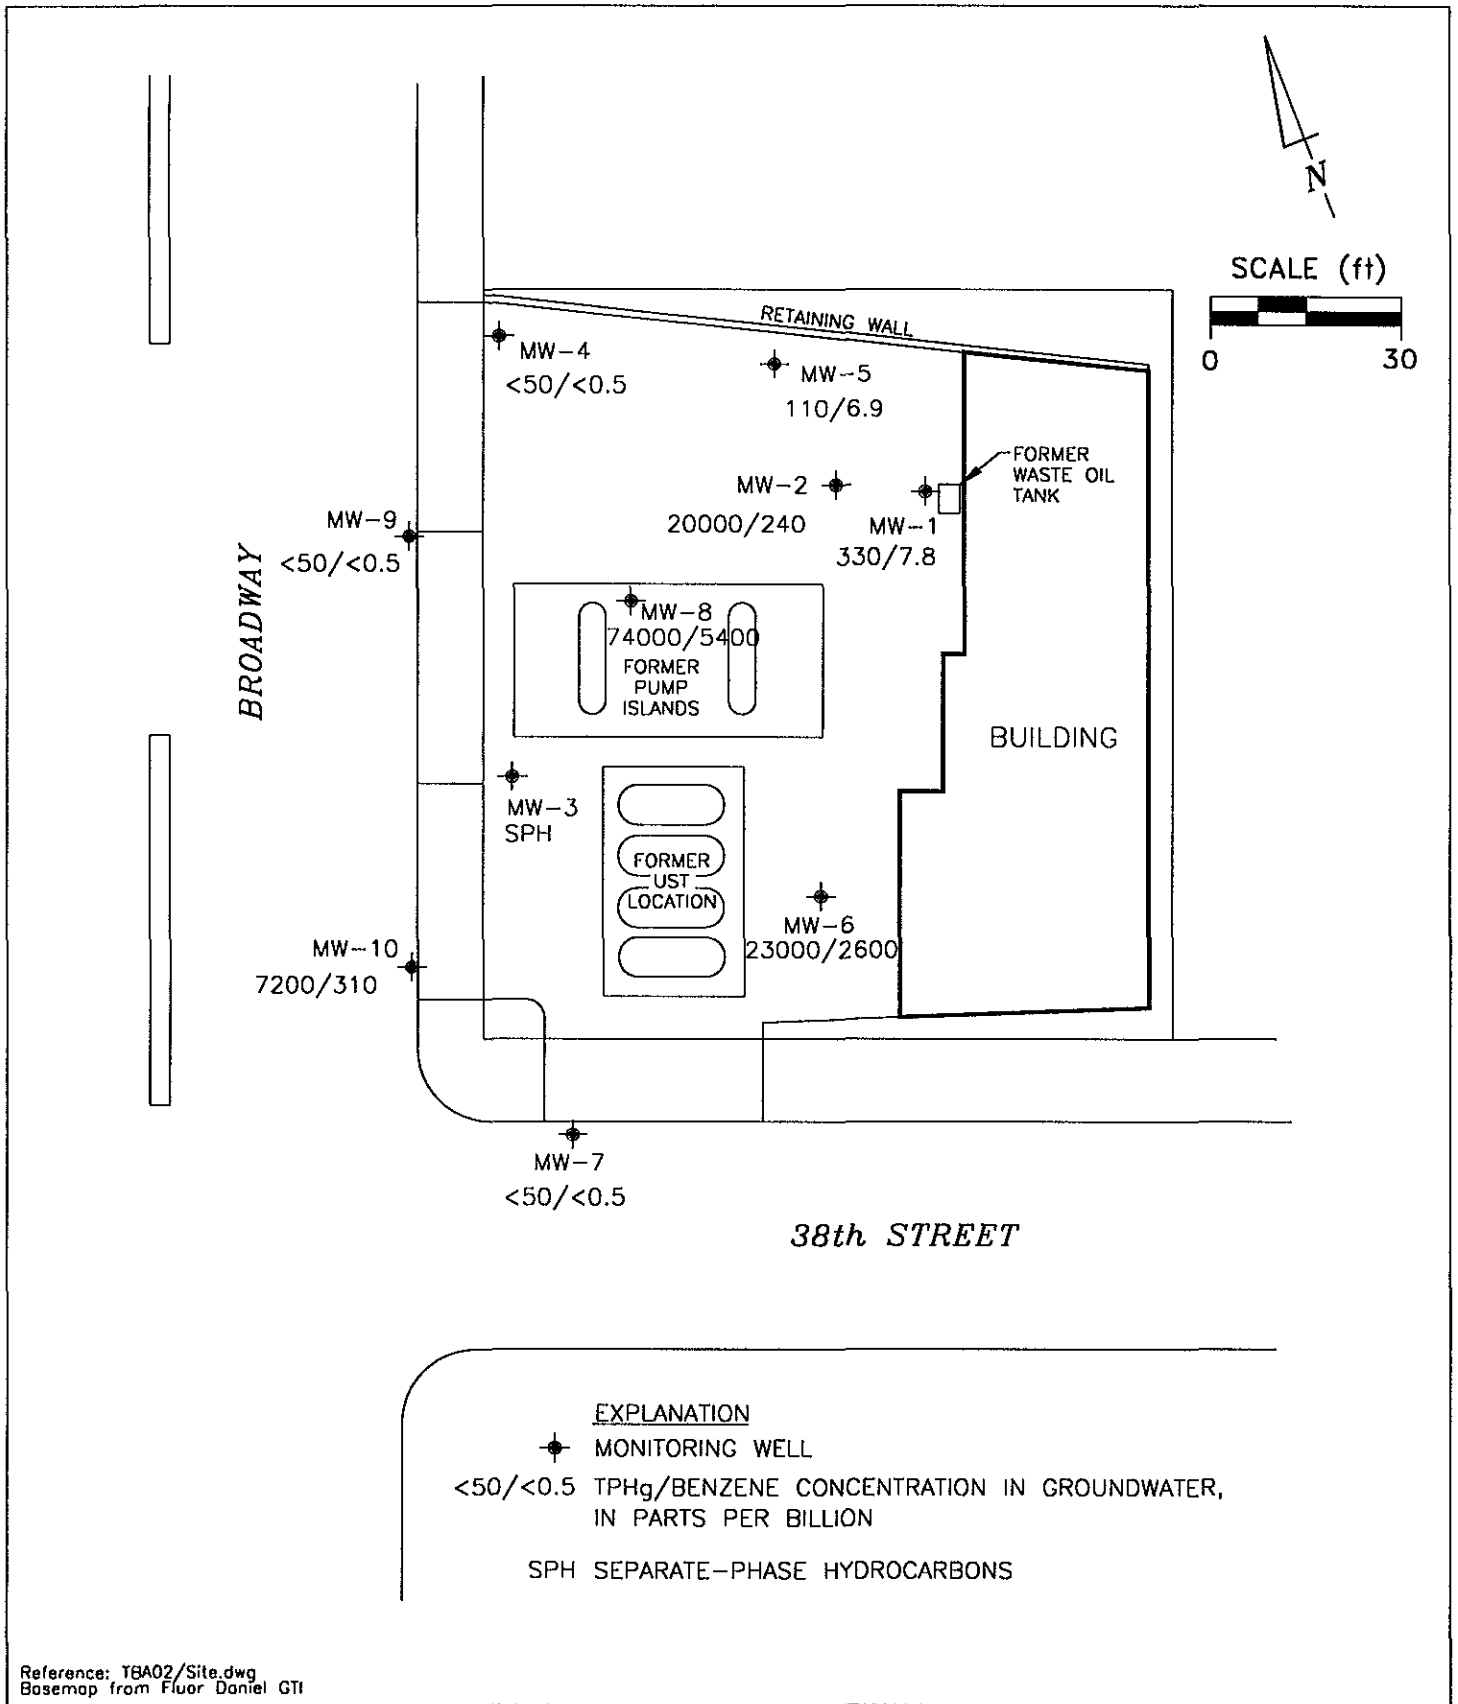 N
SCALE (ft)
0 30
RETAINING WALL
MW-4
<50/<0.5
MW-5
110/6.9
FORMER
WASTE OIL
TANK
MW-2
20000/240
MW-1
330/7.8
MW-9
<50/<0.5
BROADWAY
MW-8
74000/5400
FORMER
PUMP
ISLANDS
BUILDING
MW-3
SPH
FORMER
UST
LOCATION
MW-6
23000/2600
MW-10
7200/310
MW-7
<50/<0.5
38th STREET
EXPLANATION
MONITORING WELL
<50/<0.5 TPHg/BENZENE CONCENTRATION IN GROUNDWATER,
IN PARTS PER BILLION
SPH SEPARATE-PHASE HYDROCARBONS
Reference: TBA02/Site.dwg
Basemap from Fluor Daniel GTI